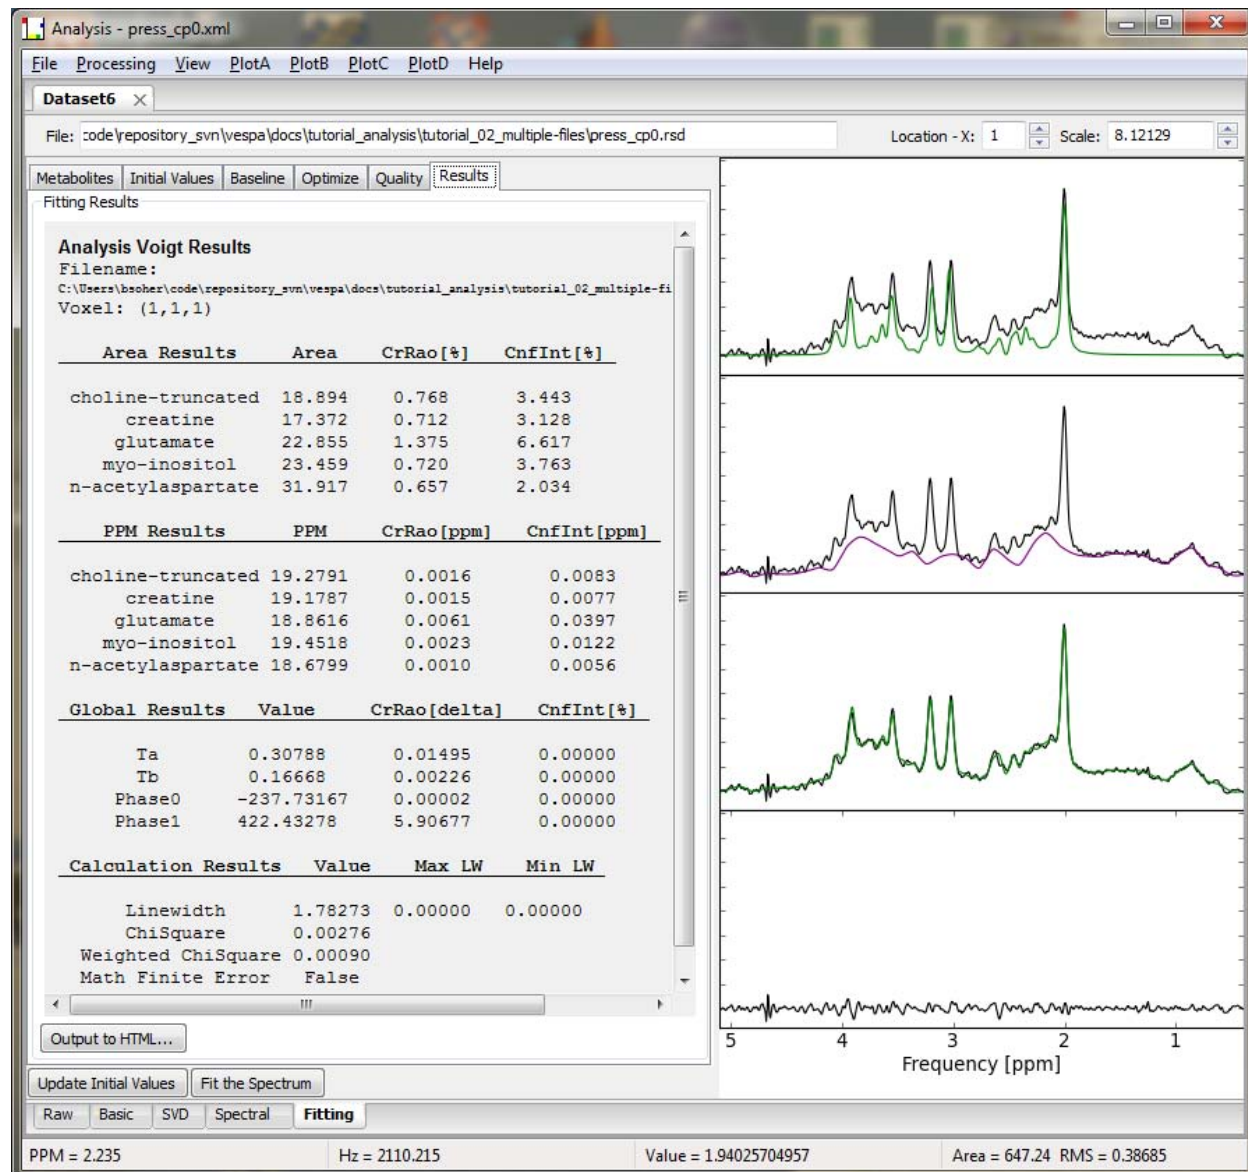 Analysis - press_cp0.xml
File Processing View PlotA PlotB PlotC PlotD Help
Dataset6
File: code\repository_svn\vespa\docs\tutorial_analysis\tutorial_02_multiple-files\press_cp0.rsd Location - X: 1 Scale: 8.12129
Metabolites Initial Values Baseline Optimize Quality Results
Fitting Results
Analysis Voigt Results
Filename:
C:\Users\bsoher\code\repository_svn\vespa\docs\tutorial_analysis\tutorial_02_multiple-fi
Voxel: (1,1,1)
Area Results Area CrRao[%] CnfInt[%]
choline-truncated 18.894 0.768 3.443
creatine 17.372 0.712 3.128
glutamate 22.855 1.375 6.617
myo-inositol 23.459 0.720 3.763
n-acetylaspartate 31.917 0.657 2.034
PPM Results PPM CrRao[ppm] CnfInt[ppm]
choline-truncated 19.2791 0.0016 0.0083
creatine 19.1787 0.0015 0.0077
glutamate 18.8616 0.0061 0.0397
myo-inositol 19.4518 0.0023 0.0122
n-acetylaspartate 18.6799 0.0010 0.0056
Global Results Value CrRao[delta] CnfInt[%]
Ta 0.30788 0.01495 0.00000
Tb 0.16668 0.00226 0.00000
Phase0 -237.73167 0.00002 0.00000
Phase1 422.43278 5.90677 0.00000
Calculation Results Value Max LW Min LW
Linewidth 1.78273 0.00000 0.00000
ChiSquare 0.00276
Weighted ChiSquare 0.00090
Math Finite Error False
Output to HTML...
5 4 3 2 1
Frequency [ppm]
Update Initial Values Fit the Spectrum
Raw Basic SVD Spectral Fitting
PPM = 2.235 Hz = 2110.215 Value = 1.94025704957 Area = 647.24 RMS = 0.38685